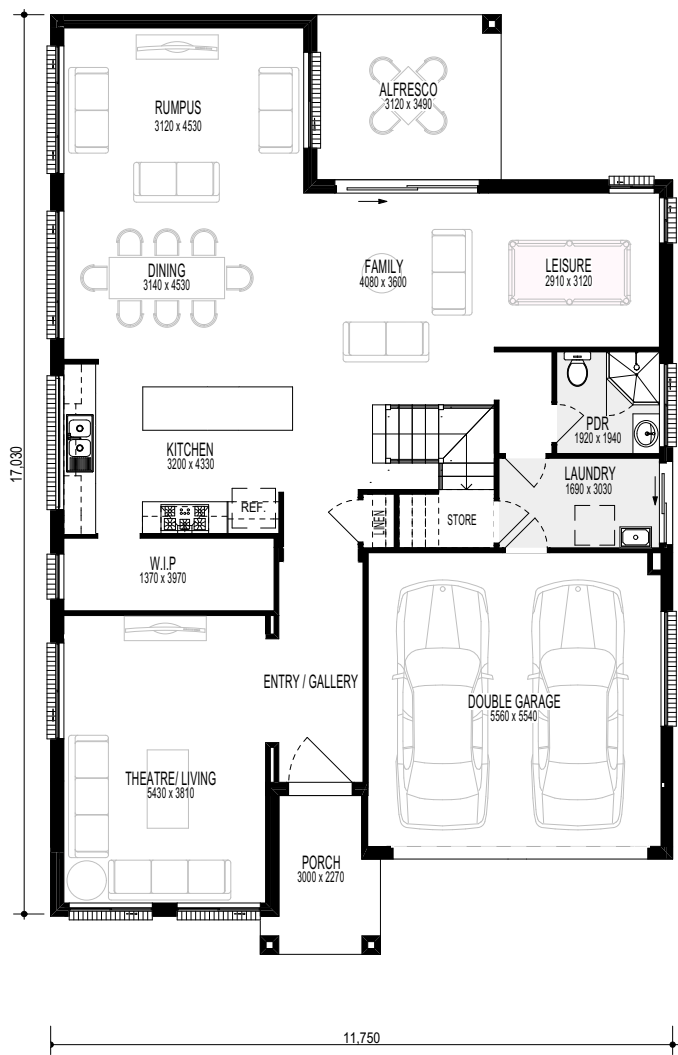 RUMPUS
3120 x 4530
ALFRESCO
3120 x 3490
DINING
3140 x 4530
FAMILY
4080 x 3600
LEISURE
2910 x 3120
PDR
1920 x 1940
KITCHEN
3200 x 4330
REF.
LINEN
STORE
LAUNDRY
1690 x 3030
W.I.P
1370 x 3970
ENTRY / GALLERY
DOUBLE GARAGE
5560 x 5540
THEATRE/ LIVING
5430 x 3810
PORCH
3000 x 2270
17,030
11,750